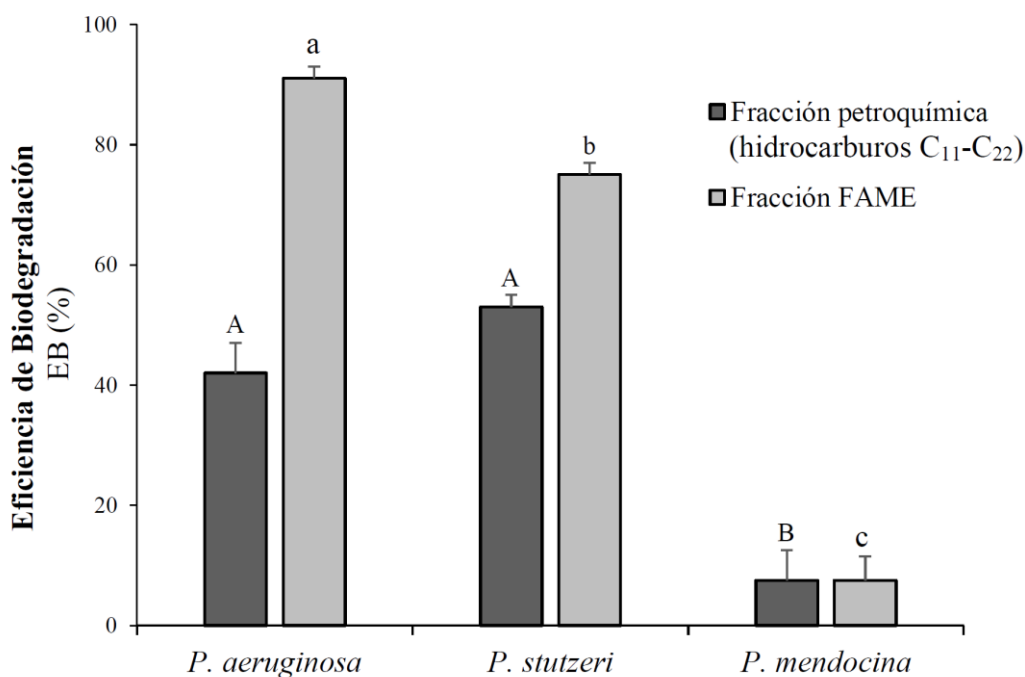 Eficiencia de Biodegradación
EB (%)
100
80
60
40
20
0
A
a
A
b
B
c
Fracción petroquímica
(hidrocarburos C₁₁-C₂₂)
Fracción FAME
P. aeruginosa
P. stutzeri
P. mendocina